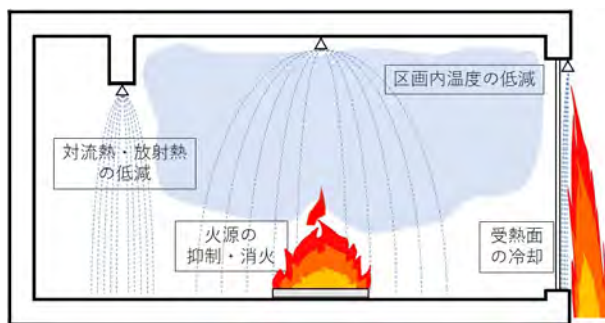 区画内温度の低減
対流熱・放射熱
の低減
火源の
抑制・消火
受熱面
の冷却